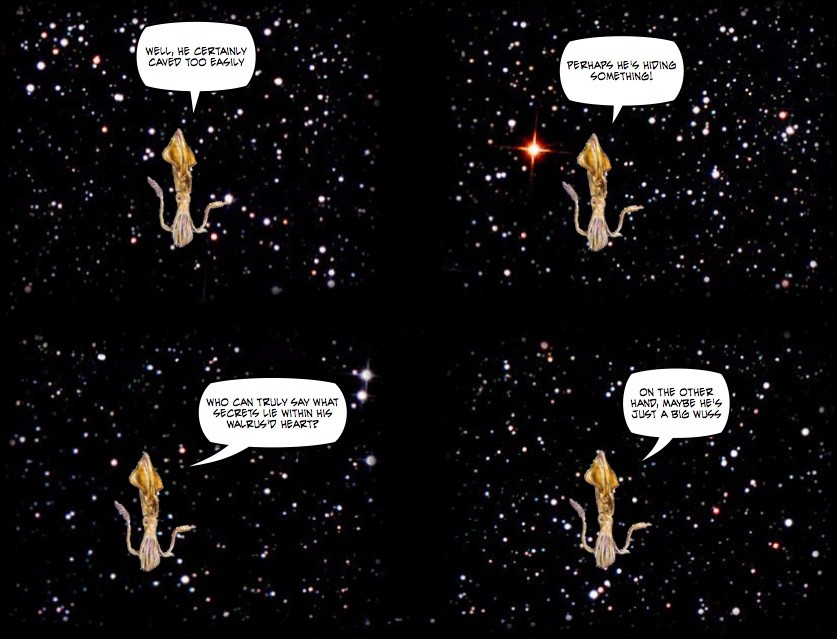 WELL, HE CERTAINLY
CAVED TOO EASILY
PERHAPS HE'S HIDING
SOMETHING!
WHO CAN TRULY SAY WHAT
SECRETS LIE WITHIN HIS
WALRUS'D HEART?
ON THE OTHER
HAND, MAYBE HE'S
JUST A BIG WUSS